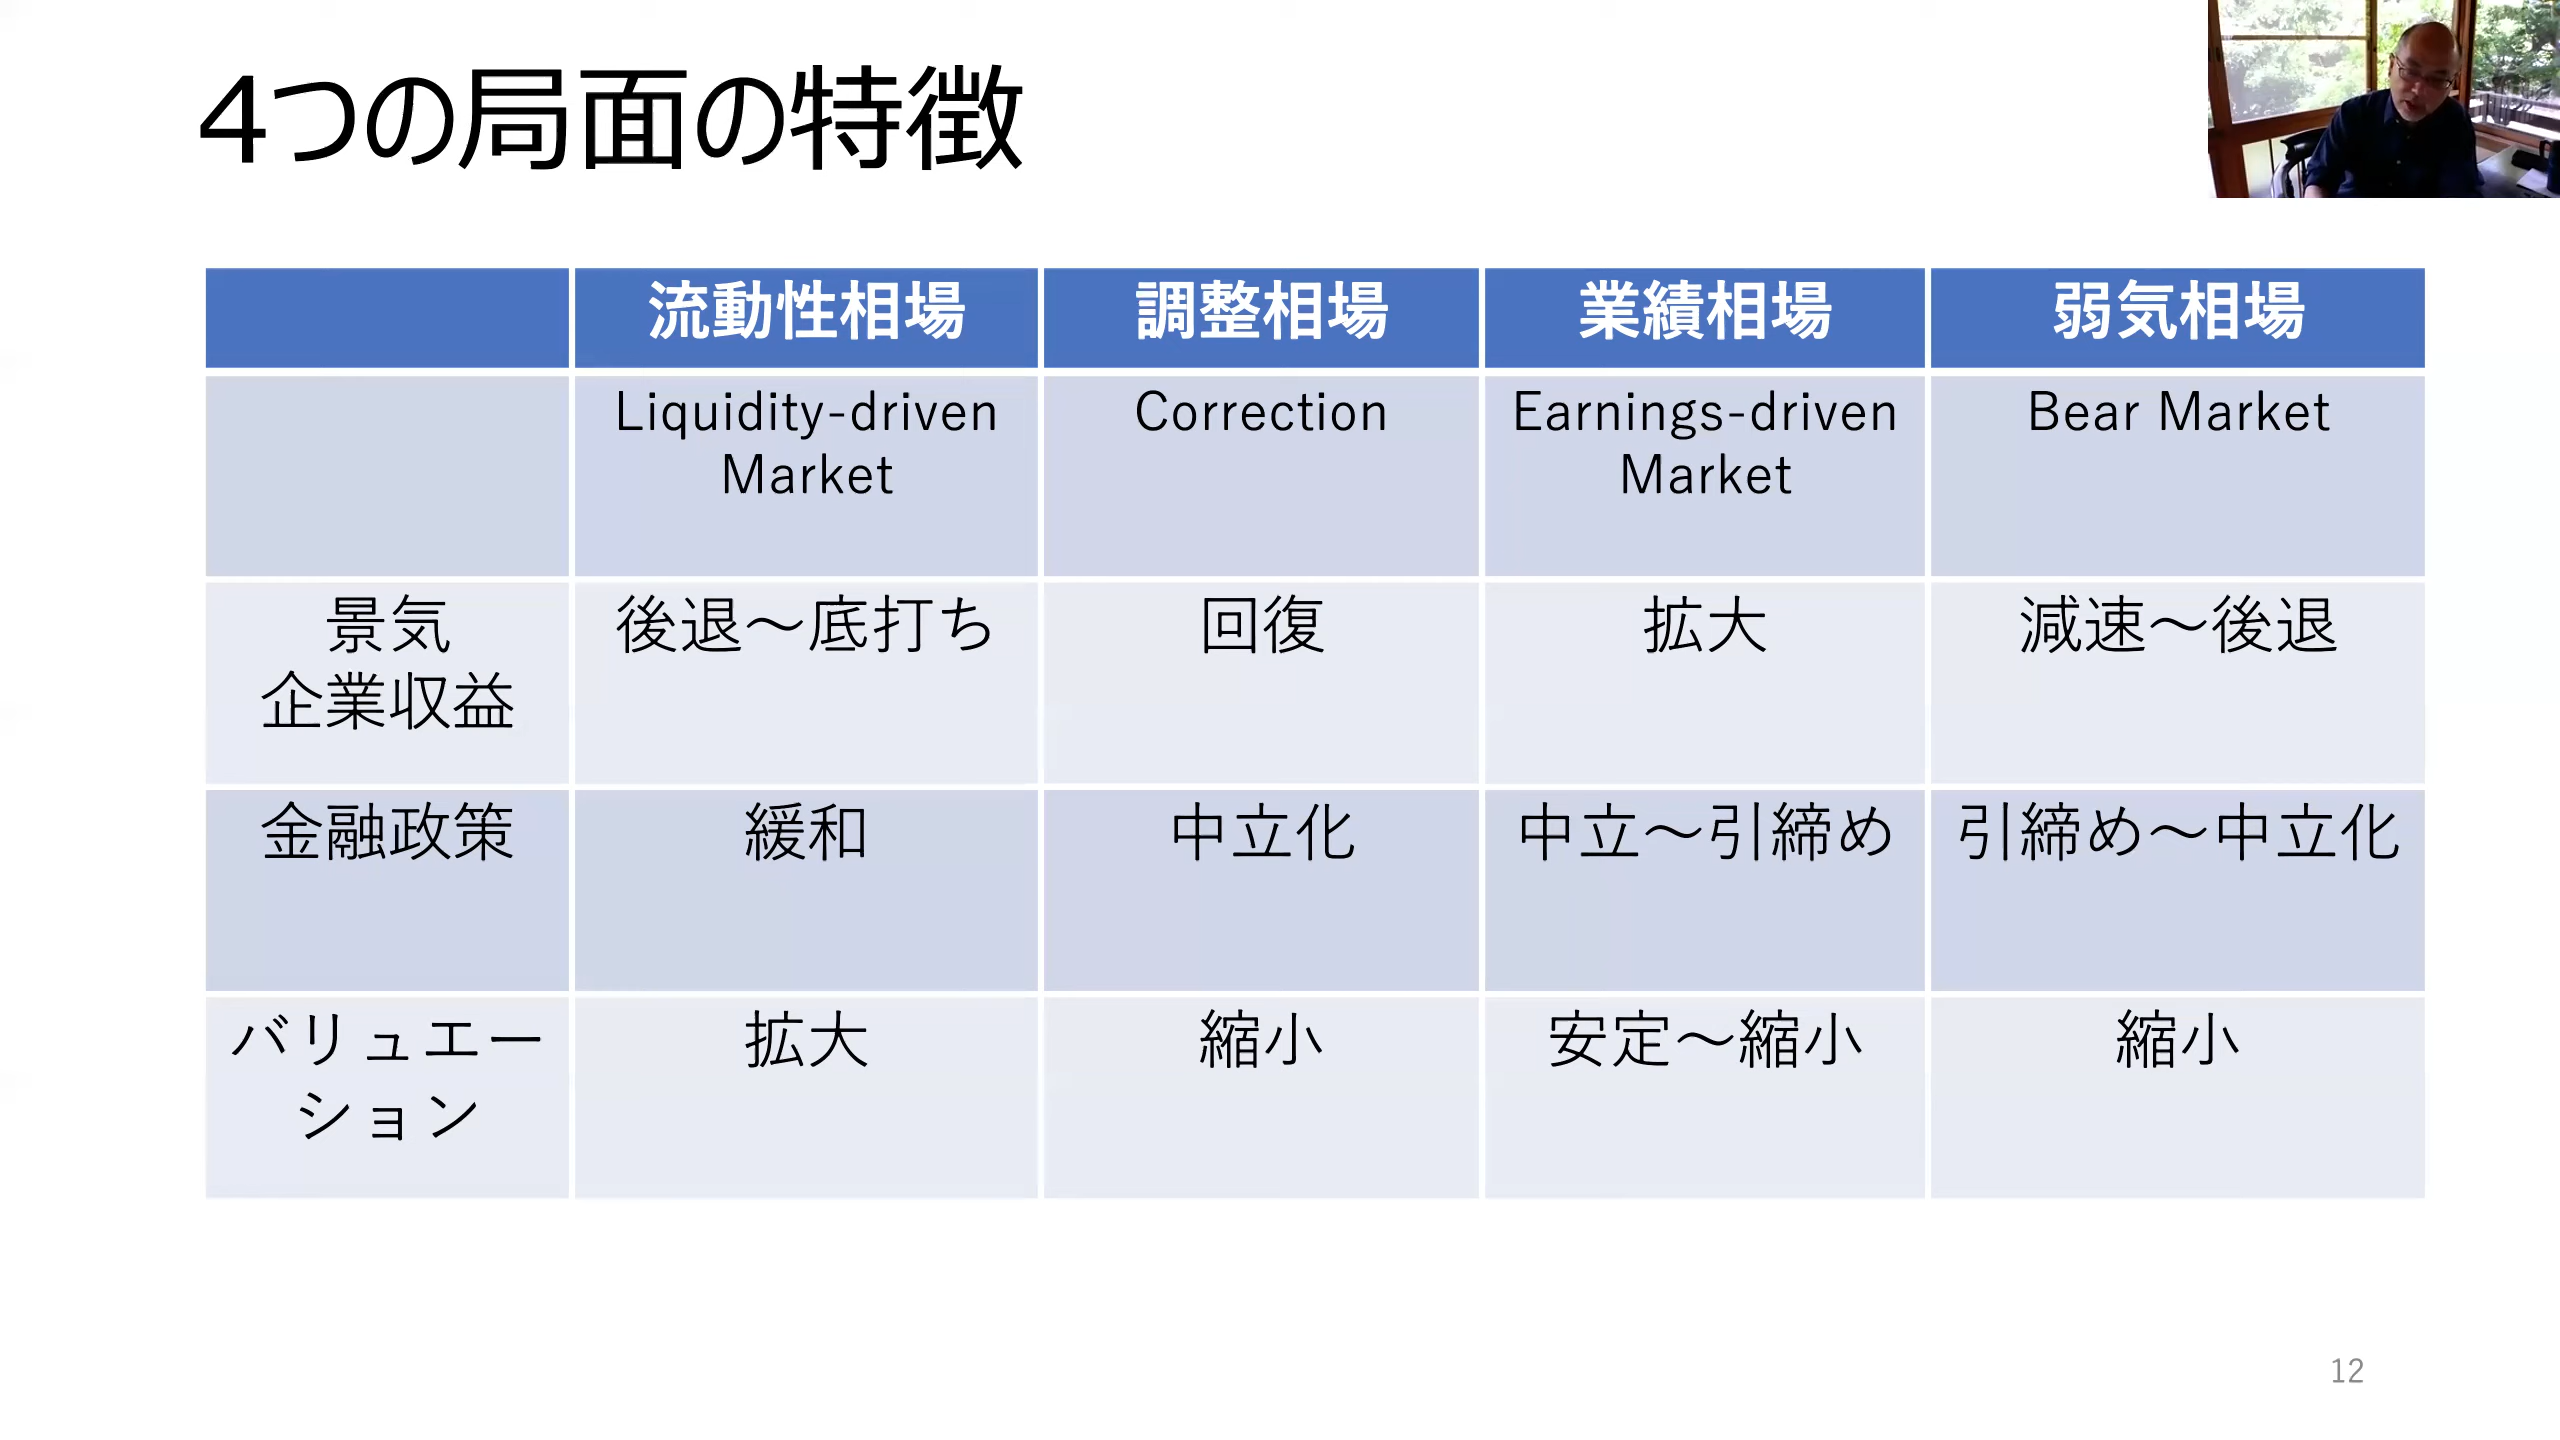 4つの局面の特徴
流動性相場 調整相場 業績相場 弱気相場
Liquidity-driven Market Correction Earnings-driven Market Bear Market
景気 企業収益 後退～底打ち 回復 拡大 減速～後退
金融政策 緩和 中立化 中立～引締め 引締め～中立化
バリュエーション 拡大 縮小 安定～縮小 縮小
12